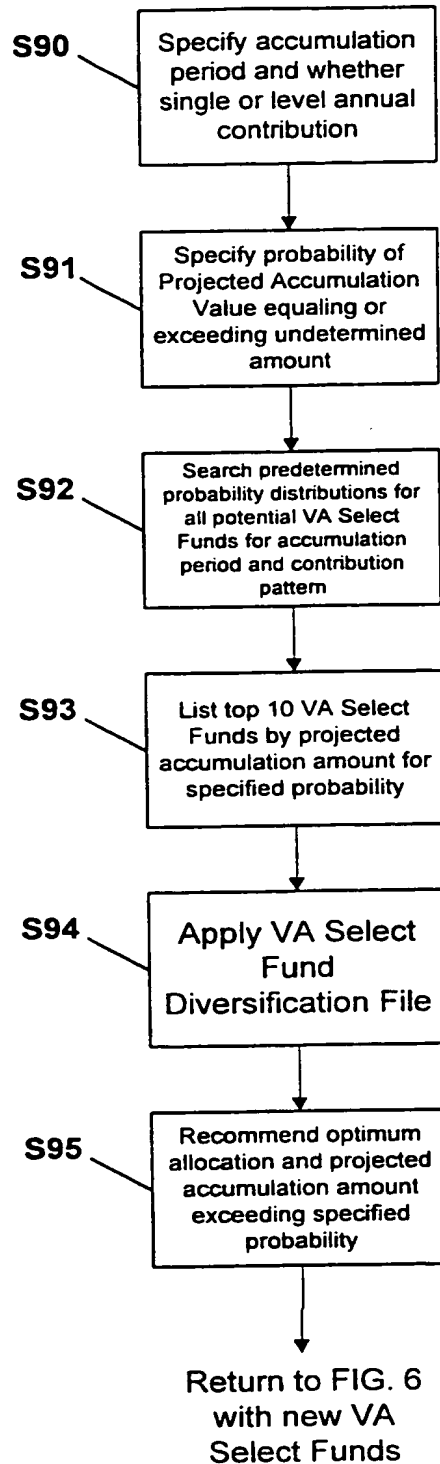 S90
Specify accumulation
period and whether
single or level annual
contribution
S91
Specify probability of
Projected Accumulation
Value equaling or
exceeding undetermined
amount
S92
Search predetermined
probability distributions for
all potential VA Select
Funds for accumulation
period and contribution
pattern
S93
List top 10 VA Select
Funds by projected
accumulation amount for
specified probability
S94
Apply VA Select
Fund
Diversification File
S95
Recommend optimum
allocation and projected
accumulation amount
exceeding specified
probability
Return to FIG. 6
with new VA
Select Funds